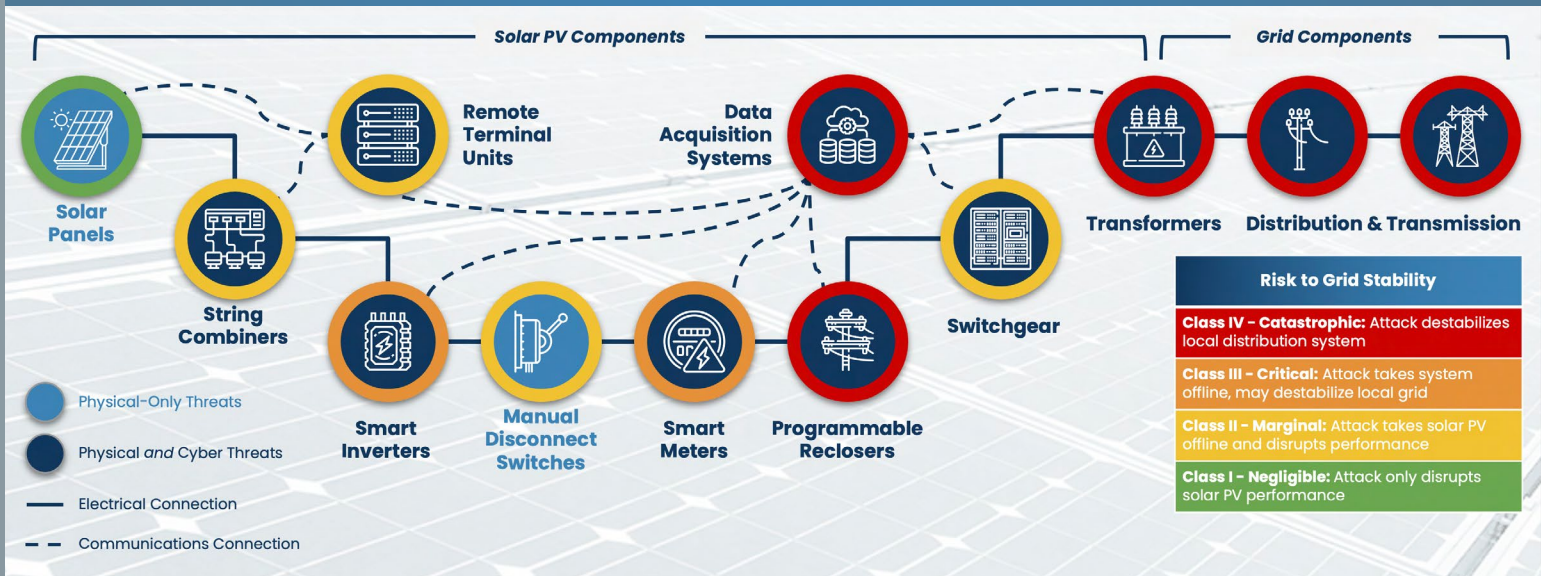 Solar PV Components
Grid Components
Remote
Terminal
Units
Data
Acquisition
Systems
Solar
Panels
Transformers
Distribution & Transmission
String
Combiners
Switchgear
Smart
Inverters
Manual
Disconnect
Switches
Smart
Meters
Programmable
Reclosers
Physical-Only Threats
Physical and Cyber Threats
Electrical Connection
Communications Connection
Risk to Grid Stability
Class IV - Catastrophic: Attack destabilizes
local distribution system
Class III - Critical: Attack takes system
offline, may destabilize local grid
Class II - Marginal: Attack takes solar PV
offline and disrupts performance
Class I - Negligible: Attack only disrupts
solar PV performance